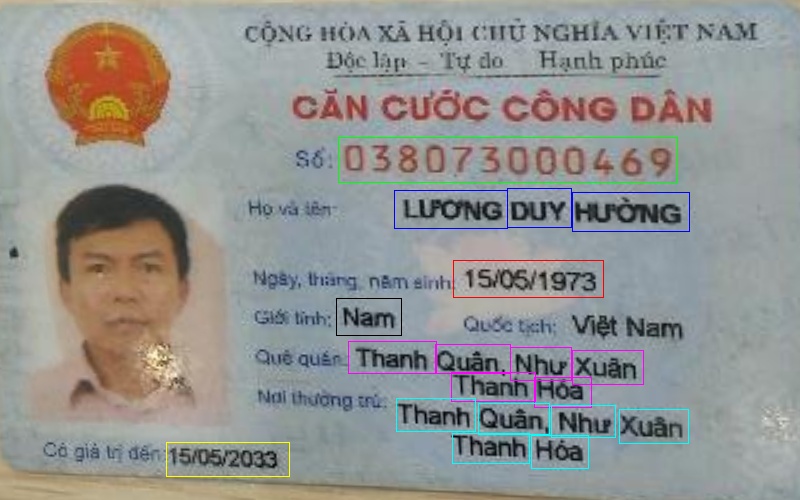 CỘNG HÒA XÃ HỘI CHỦ NGHĨA VIỆT NAM
Độc lập - Tự do Hạnh phúc
CĂN CƯỚC CÔNG DÂN
Số: 038073000469
Họ và tên:
LƯƠNG DUY HƯỜNG
Ngày, tháng, năm sinh: 15/05/1973
Giới tính: Nam Quốc tịch: Việt Nam
Quê quán: Thanh Quân, Như Xuân
Thanh Hóa
Nơi thường trú: Thanh Quân, Như Xuân
Thanh Hóa
Có giá trị đến 15/05/2033